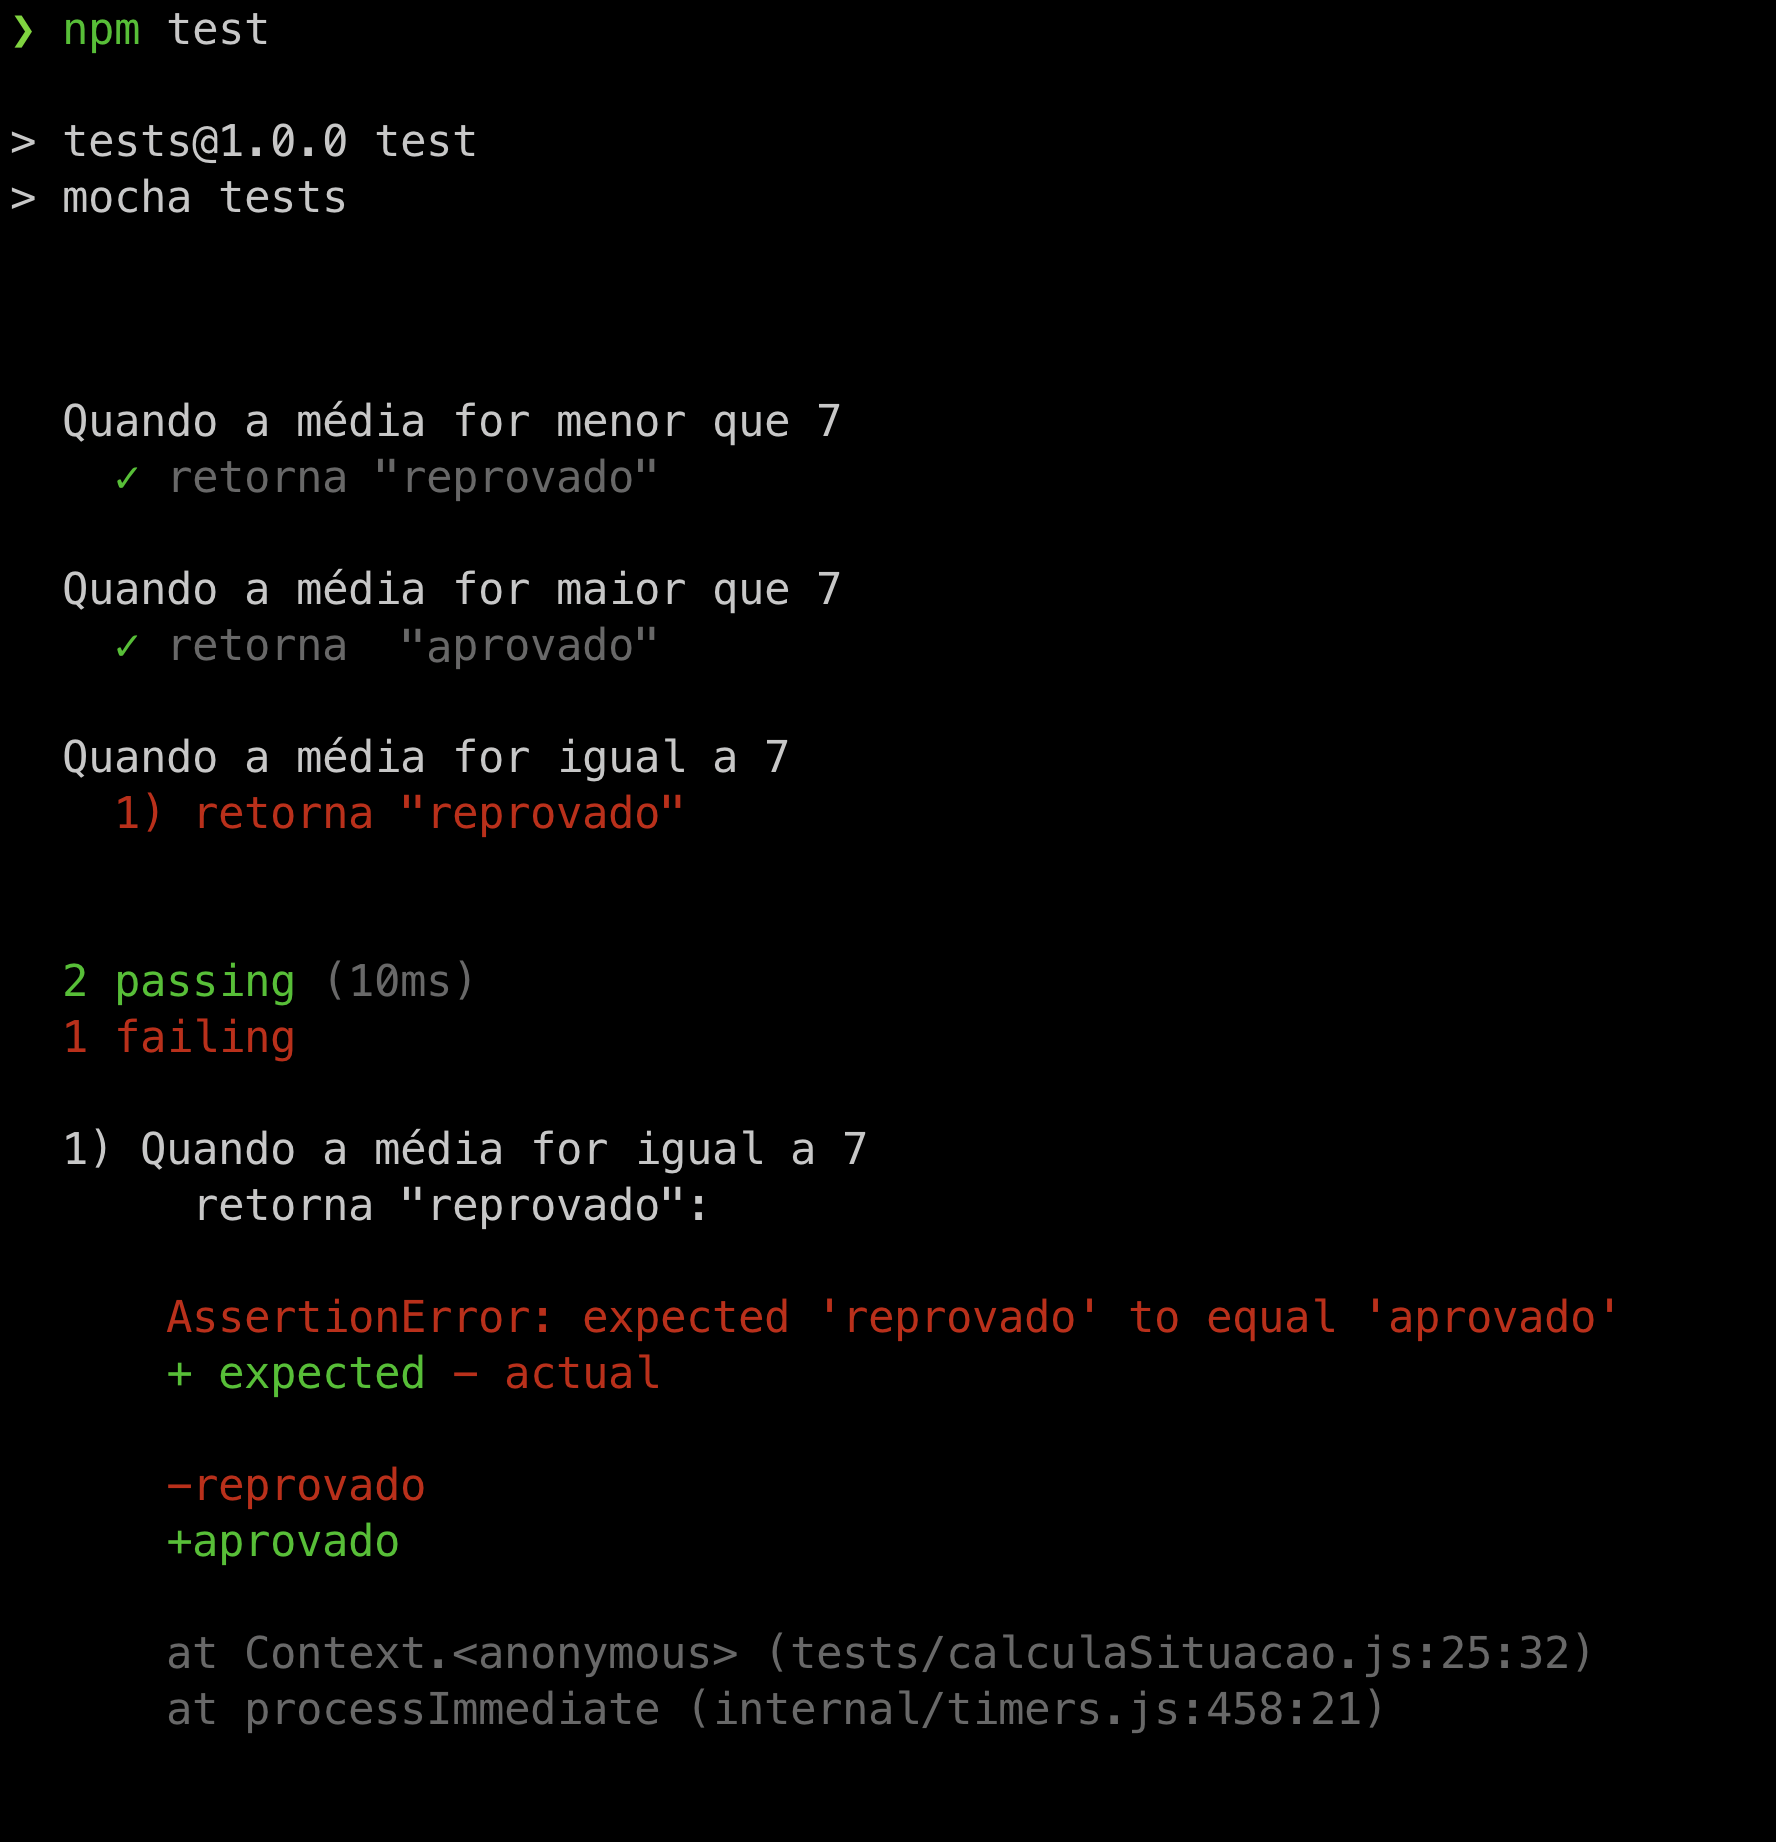 ❯ npm test
> tests@1.0.0 test
> mocha tests
Quando a média for menor que 7
✓ retorna "reprovado"
Quando a média for maior que 7
✓ retorna  "aprovado"
Quando a média for igual a 7
1) retorna "reprovado"
2 passing (10ms)
1 failing
1) Quando a média for igual a 7
retorna "reprovado":
AssertionError: expected 'reprovado' to equal 'aprovado'
+ expected - actual
-reprovado
+aprovado
at Context.<anonymous> (tests/calculaSituacao.js:25:32)
at processImmediate (internal/timers.js:458:21)